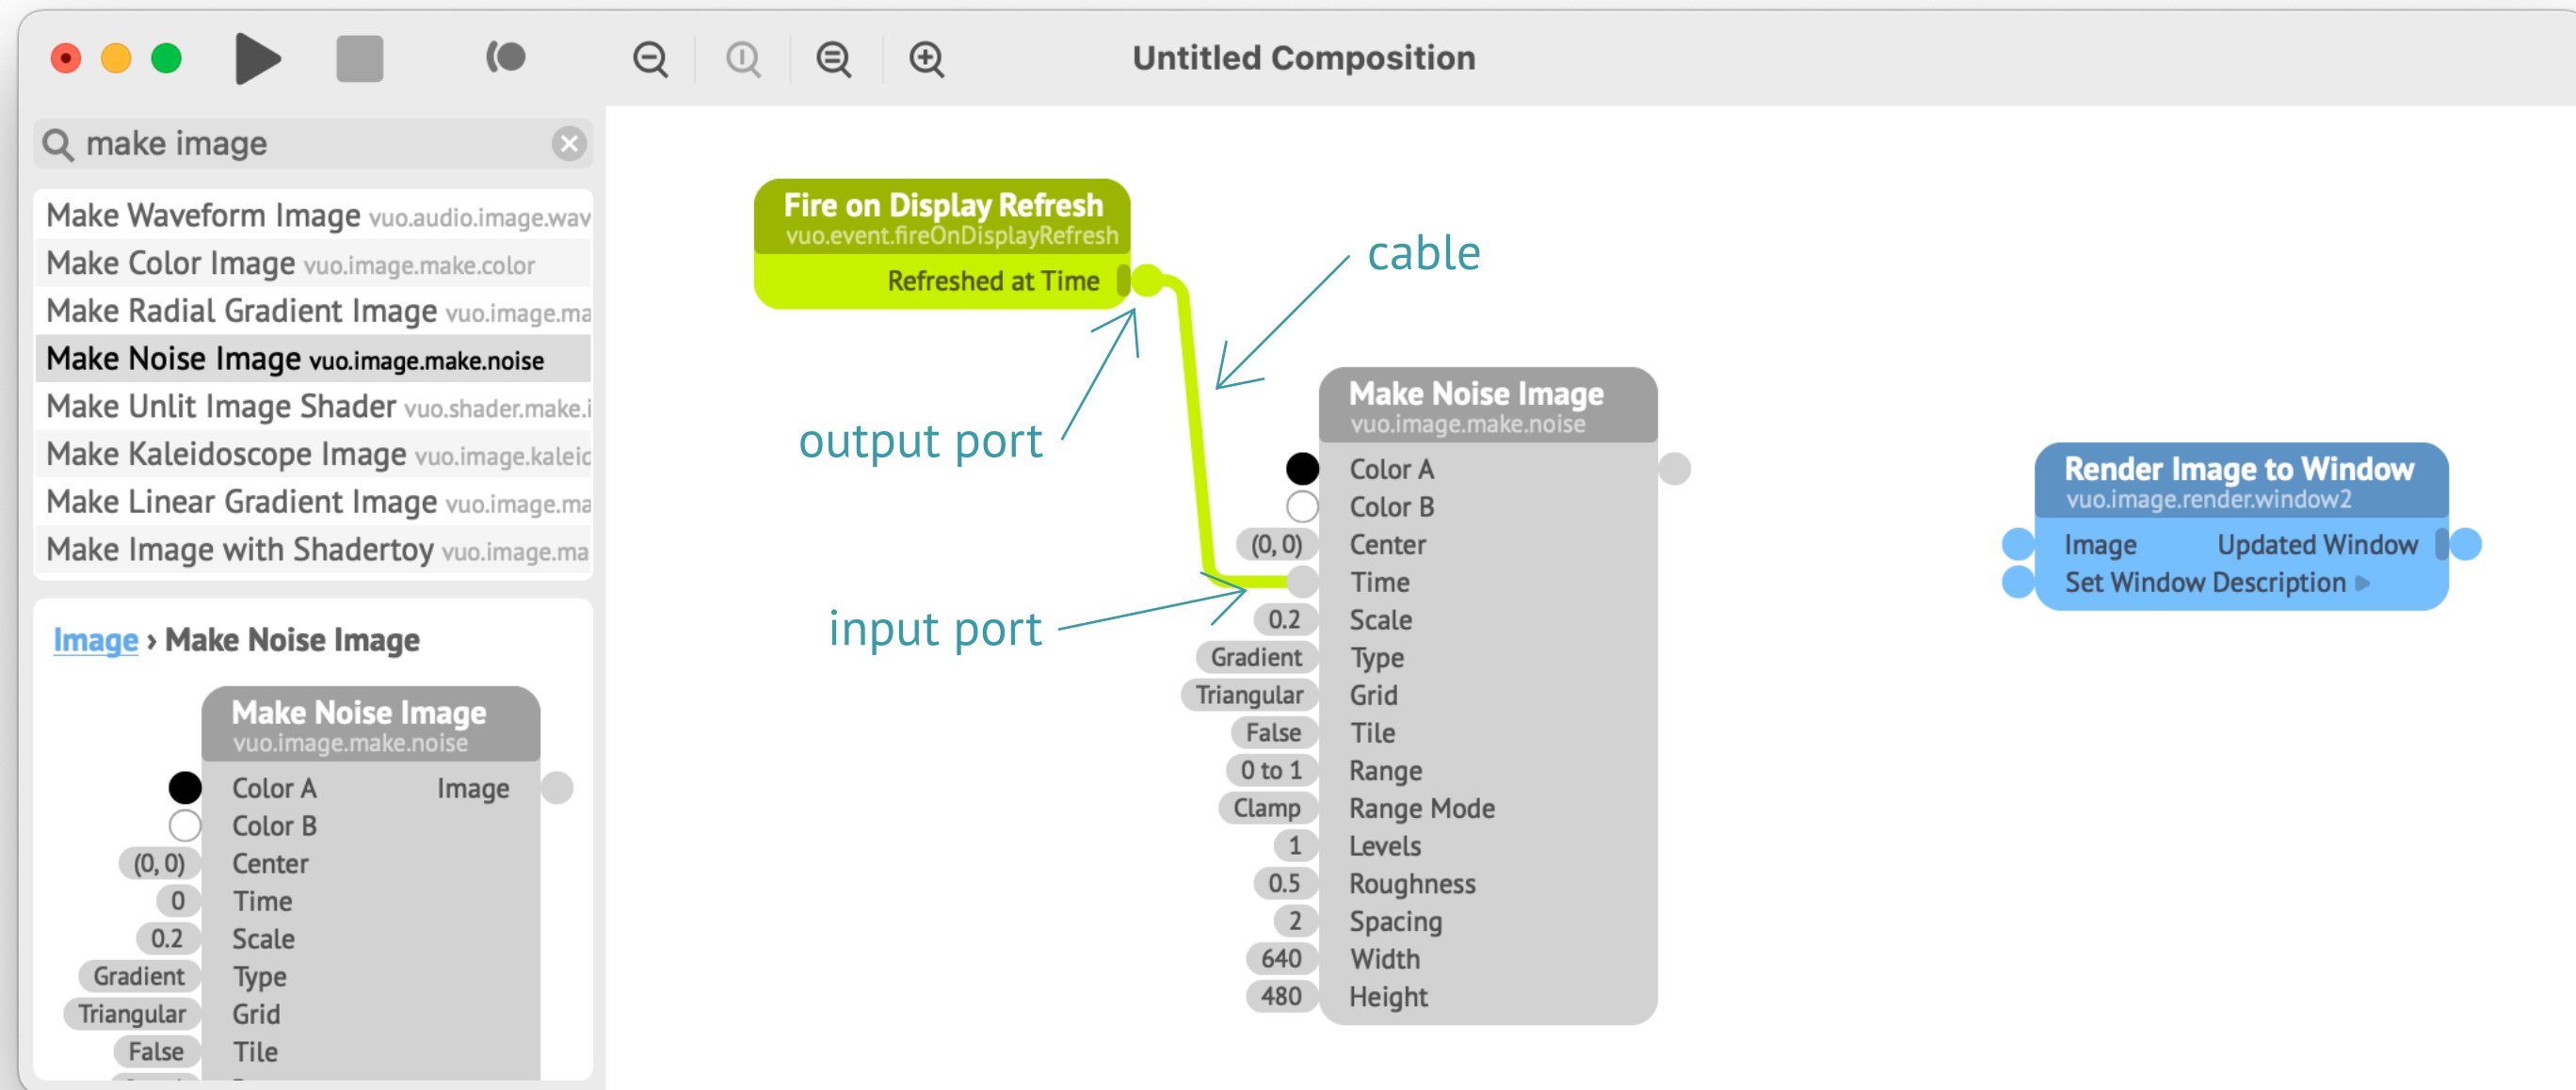 Untitled Composition
make image
Make Waveform Image vuo.audio.image.wav
Make Color Image vuo.image.make.color
Make Radial Gradient Image vuo.image.ma
Make Noise Image vuo.image.make.noise
Make Unlit Image Shader vuo.shader.make.i
Make Kaleidoscope Image vuo.image.kaleid
Make Linear Gradient Image vuo.image.ma
Make Image with Shadertoy vuo.image.ma
Image › Make Noise Image
Make Noise Image
vuo.image.make.noise
Color A Image
Color B
(0, 0) Center
0 Time
0.2 Scale
Gradient Type
Triangular Grid
False Tile
Fire on Display Refresh
vuo.event.fireOnDisplayRefresh
Refreshed at Time
cable
output port
input port
Make Noise Image
vuo.image.make.noise
Color A
Color B
(0, 0) Center
Time
0.2 Scale
Gradient Type
Triangular Grid
False Tile
0 to 1 Range
Clamp Range Mode
1 Levels
0.5 Roughness
2 Spacing
640 Width
480 Height
Render Image to Window
vuo.image.render.window2
Image Updated Window
Set Window Description